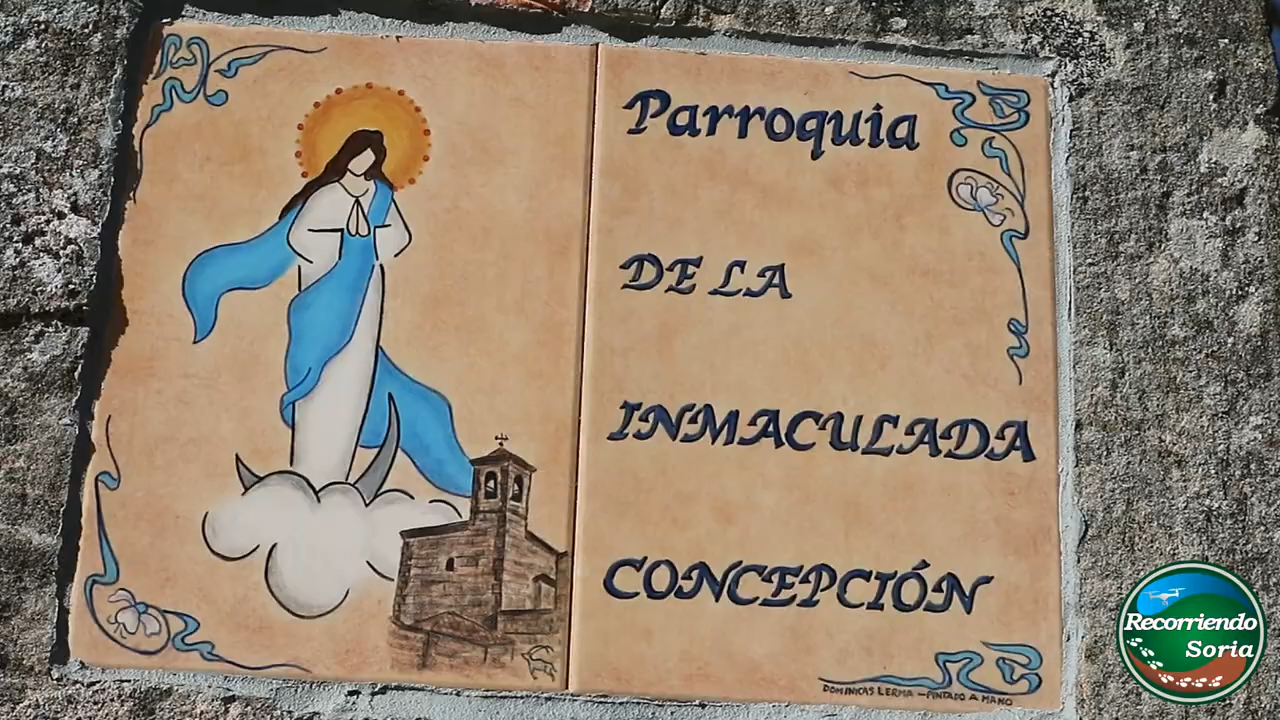 Parroquia
DE LA
INMACULADA
CONCEPCIÓN
DOMINICAS LERMA - PINTADO A MANO
Recorriendo
Soria